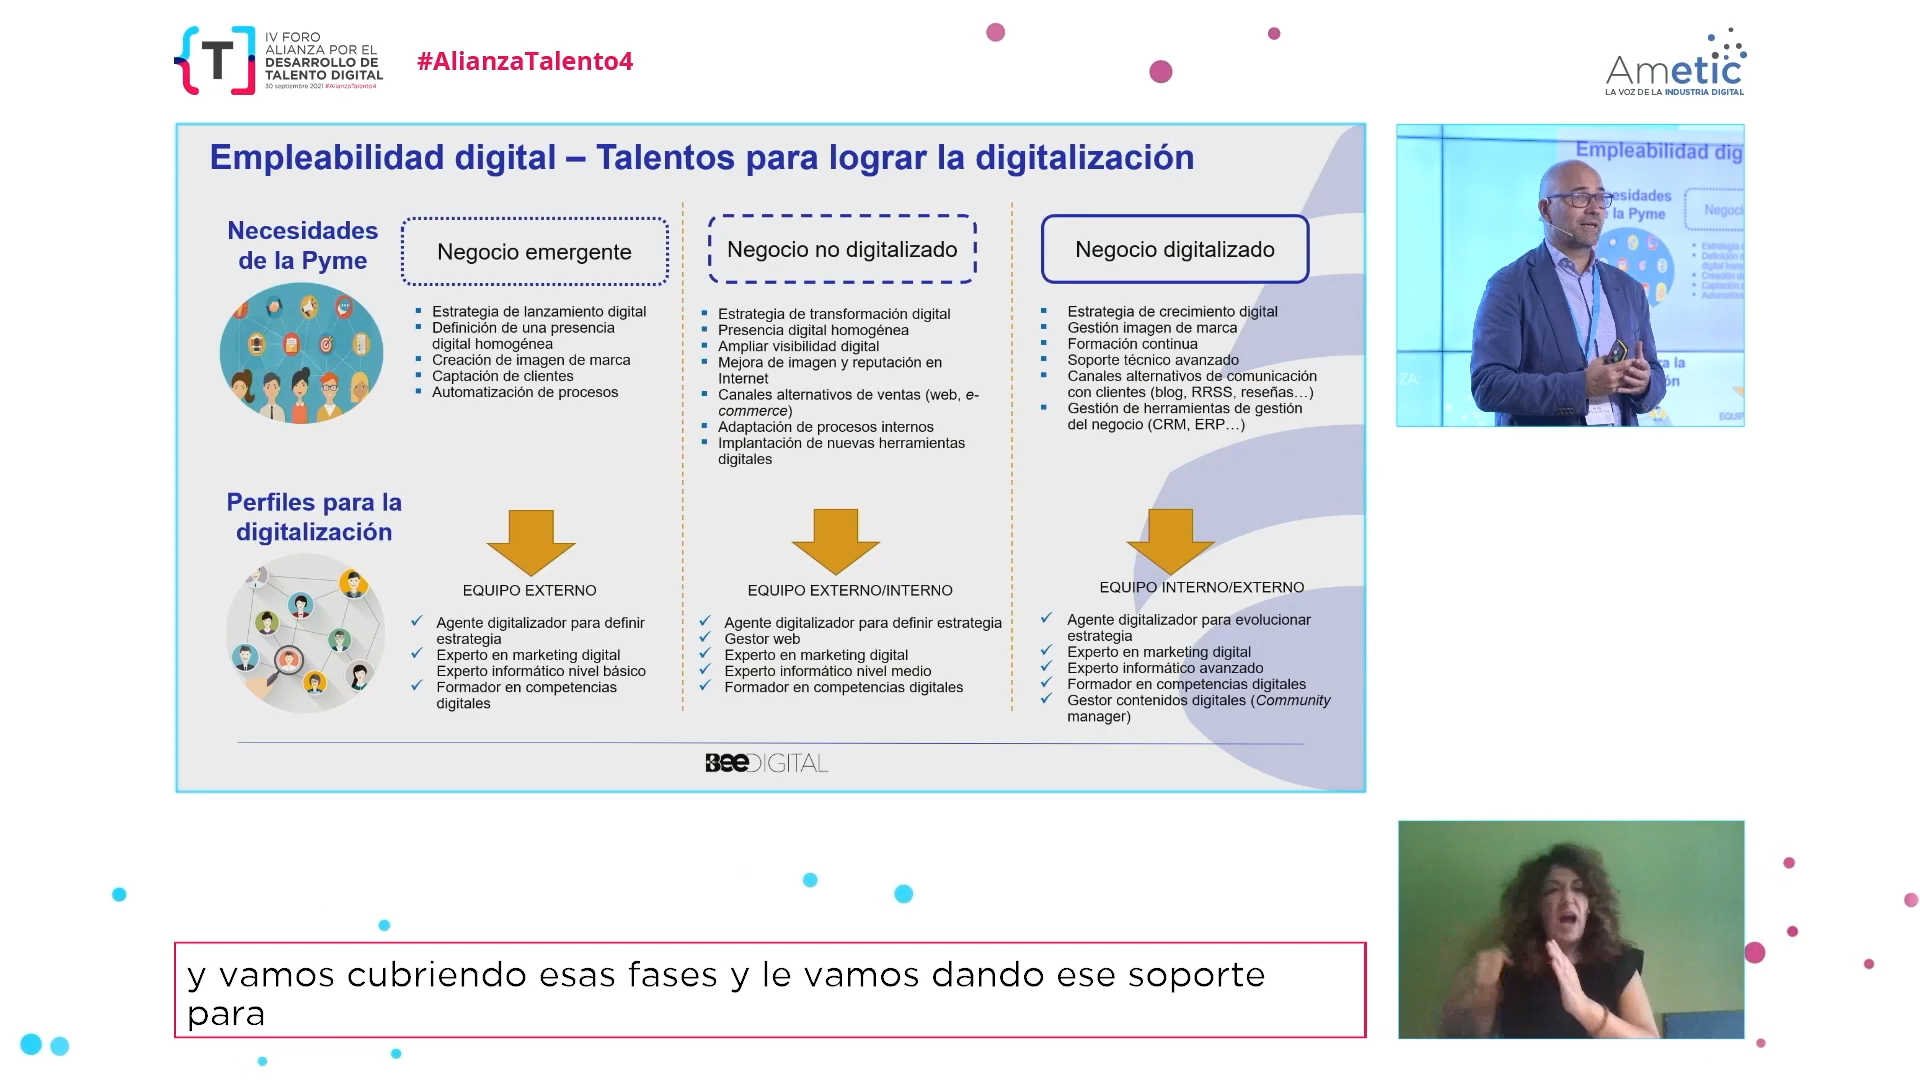 {T}
IV FORO
ALIANZA POR EL
DESARROLLO DE
TALENTO DIGITAL
30 septiembre 2021 #AlianzaTalento4
#AlianzaTalento4
Ametic
LA VOZ DE LA INDUSTRIA DIGITAL
Empleabilidad digital – Talentos para lograr la digitalización
Necesidades
de la Pyme
Negocio emergente
▪ Estrategia de lanzamiento digital
▪ Definición de una presencia
digital homogénea
▪ Creación de imagen de marca
▪ Captación de clientes
▪ Automatización de procesos
Negocio no digitalizado
▪ Estrategia de transformación digital
▪ Presencia digital homogénea
▪ Ampliar visibilidad digital
▪ Mejora de imagen y reputación en
Internet
▪ Canales alternativos de ventas (web, e-
commerce)
▪ Adaptación de procesos internos
▪ Implantación de nuevas herramientas
digitales
Negocio digitalizado
▪ Estrategia de crecimiento digital
▪ Gestión imagen de marca
▪ Formación continua
▪ Soporte técnico avanzado
▪ Canales alternativos de comunicación
con clientes (blog, RRSS, reseñas…)
▪ Gestión de herramientas de gestión
del negocio (CRM, ERP…)
Perfiles para la
digitalización
EQUIPO EXTERNO
✓ Agente digitalizador para definir
estrategia
✓ Experto en marketing digital
Experto informático nivel básico
✓ Formador en competencias
digitales
EQUIPO EXTERNO/INTERNO
✓ Agente digitalizador para definir estrategia
✓ Gestor web
✓ Experto en marketing digital
✓ Experto informático nivel medio
✓ Formador en competencias digitales
EQUIPO INTERNO/EXTERNO
✓ Agente digitalizador para evolucionar
estrategia
✓ Experto en marketing digital
✓ Experto informático avanzado
✓ Formador en competencias digitales
✓ Gestor contenidos digitales (Community
manager)
BeeDIGITAL
Empleabilidad dig
esidades
la Pyme
Negoci
a la
ón
EQUIP
ZA
y vamos cubriendo esas fases y le vamos dando ese soporte
para